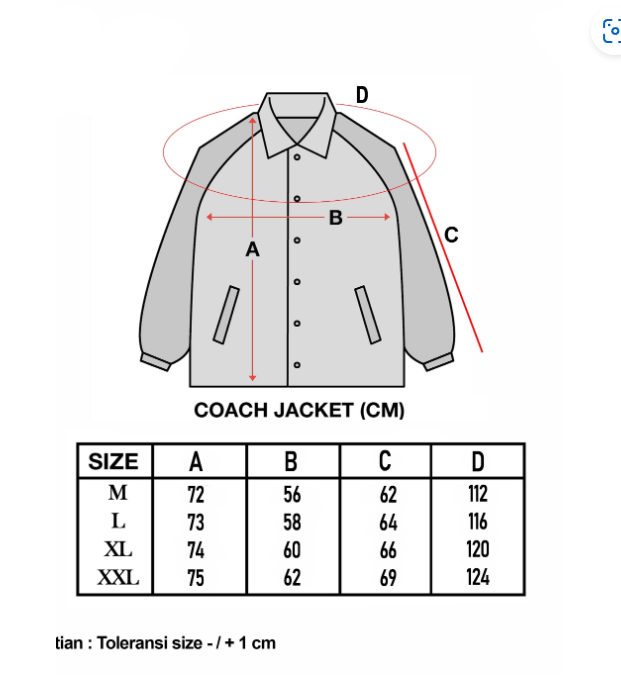 D
B
C
A
COACH JACKET (CM)
SIZE A B C D
M 72 56 62 112
L 73 58 64 116
XL 74 60 66 120
XXL 75 62 69 124
tian : Toleransi size - / + 1 cm